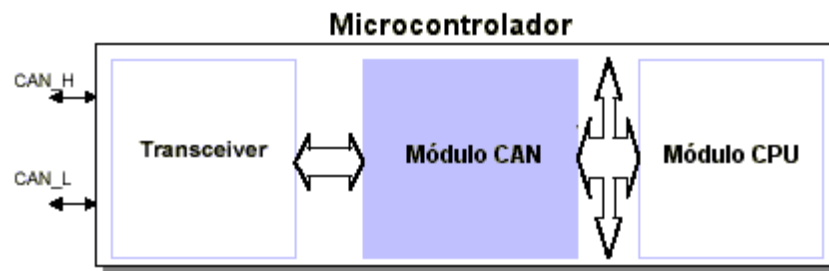 Microcontrolador
CAN_H
Transceiver
Módulo CAN
Módulo CPU
CAN_L